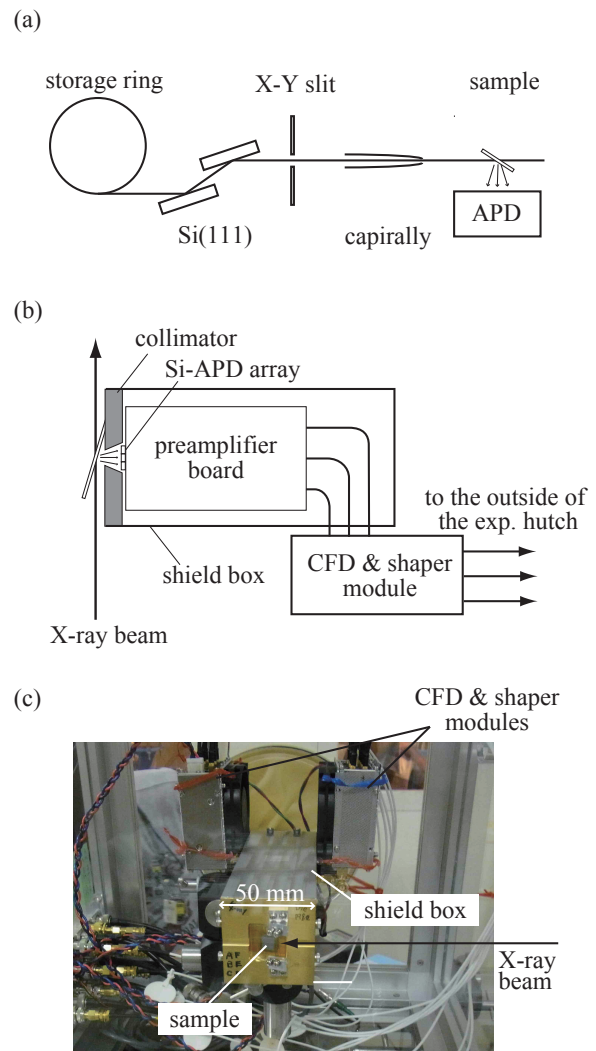 (a)
storage ring
X-Y slit
sample
Si(111)
capirally
APD
(b)
collimator
Si-APD array
preamplifier
board
to the outside of
the exp. hutch
shield box
CFD & shaper
module
X-ray beam
(c)
CFD & shaper
modules
50 mm
shield box
X-ray
beam
sample